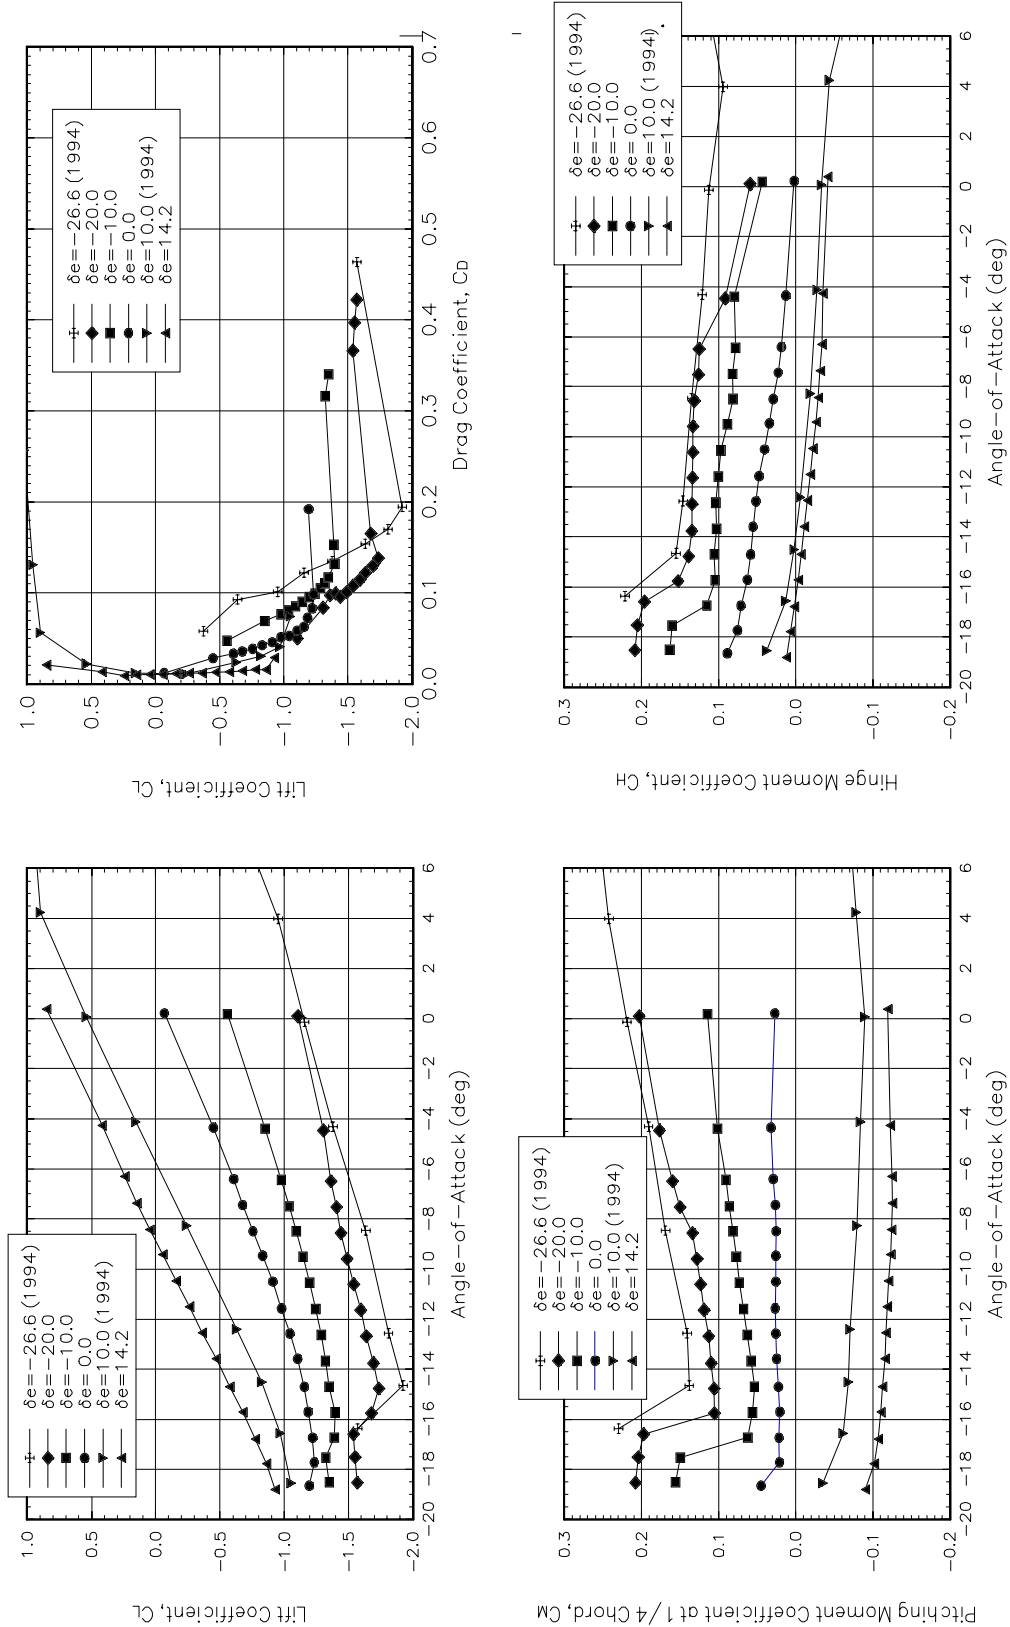 Lift Coefficient, CL
1.0
0.5
0.0
−0.5
−1.0
−1.5
−2.0
δe=−26.6 (1994)
δe=−20.0
δe=−10.0
δe= 0.0
δe=10.0 (1994)
δe=14.2
−20 −18 −16 −14 −12 −10 −8 −6 −4 −2 0 2 4 6
Angle−of−Attack (deg)
Lift Coefficient, CL
1.0
0.5
0.0
−0.5
−1.0
−1.5
−2.0
δe=−26.6 (1994)
δe=−20.0
δe=−10.0
δe= 0.0
δe=10.0 (1994)
δe=14.2
0.0 0.1 0.2 0.3 0.4 0.5 0.6 0.7
Drag Coefficient, CD
Pitching Moment Coefficient at 1/4 Chord, CM
0.3
0.2
0.1
0.0
−0.1
−0.2
δe=−26.6 (1994)
δe=−20.0
δe=−10.0
δe= 0.0
δe=10.0 (1994)
δe=14.2
−20 −18 −16 −14 −12 −10 −8 −6 −4 −2 0 2 4 6
Angle−of−Attack (deg)
Hinge Moment Coefficient, CH
0.3
0.2
0.1
0.0
−0.1
−0.2
δe=−26.6 (1994)
δe=−20.0
δe=−10.0
δe= 0.0
δe=10.0 (1994)
δe=14.2
−20 −18 −16 −14 −12 −10 −8 −6 −4 −2 0 2 4 6
Angle−of−Attack (deg)